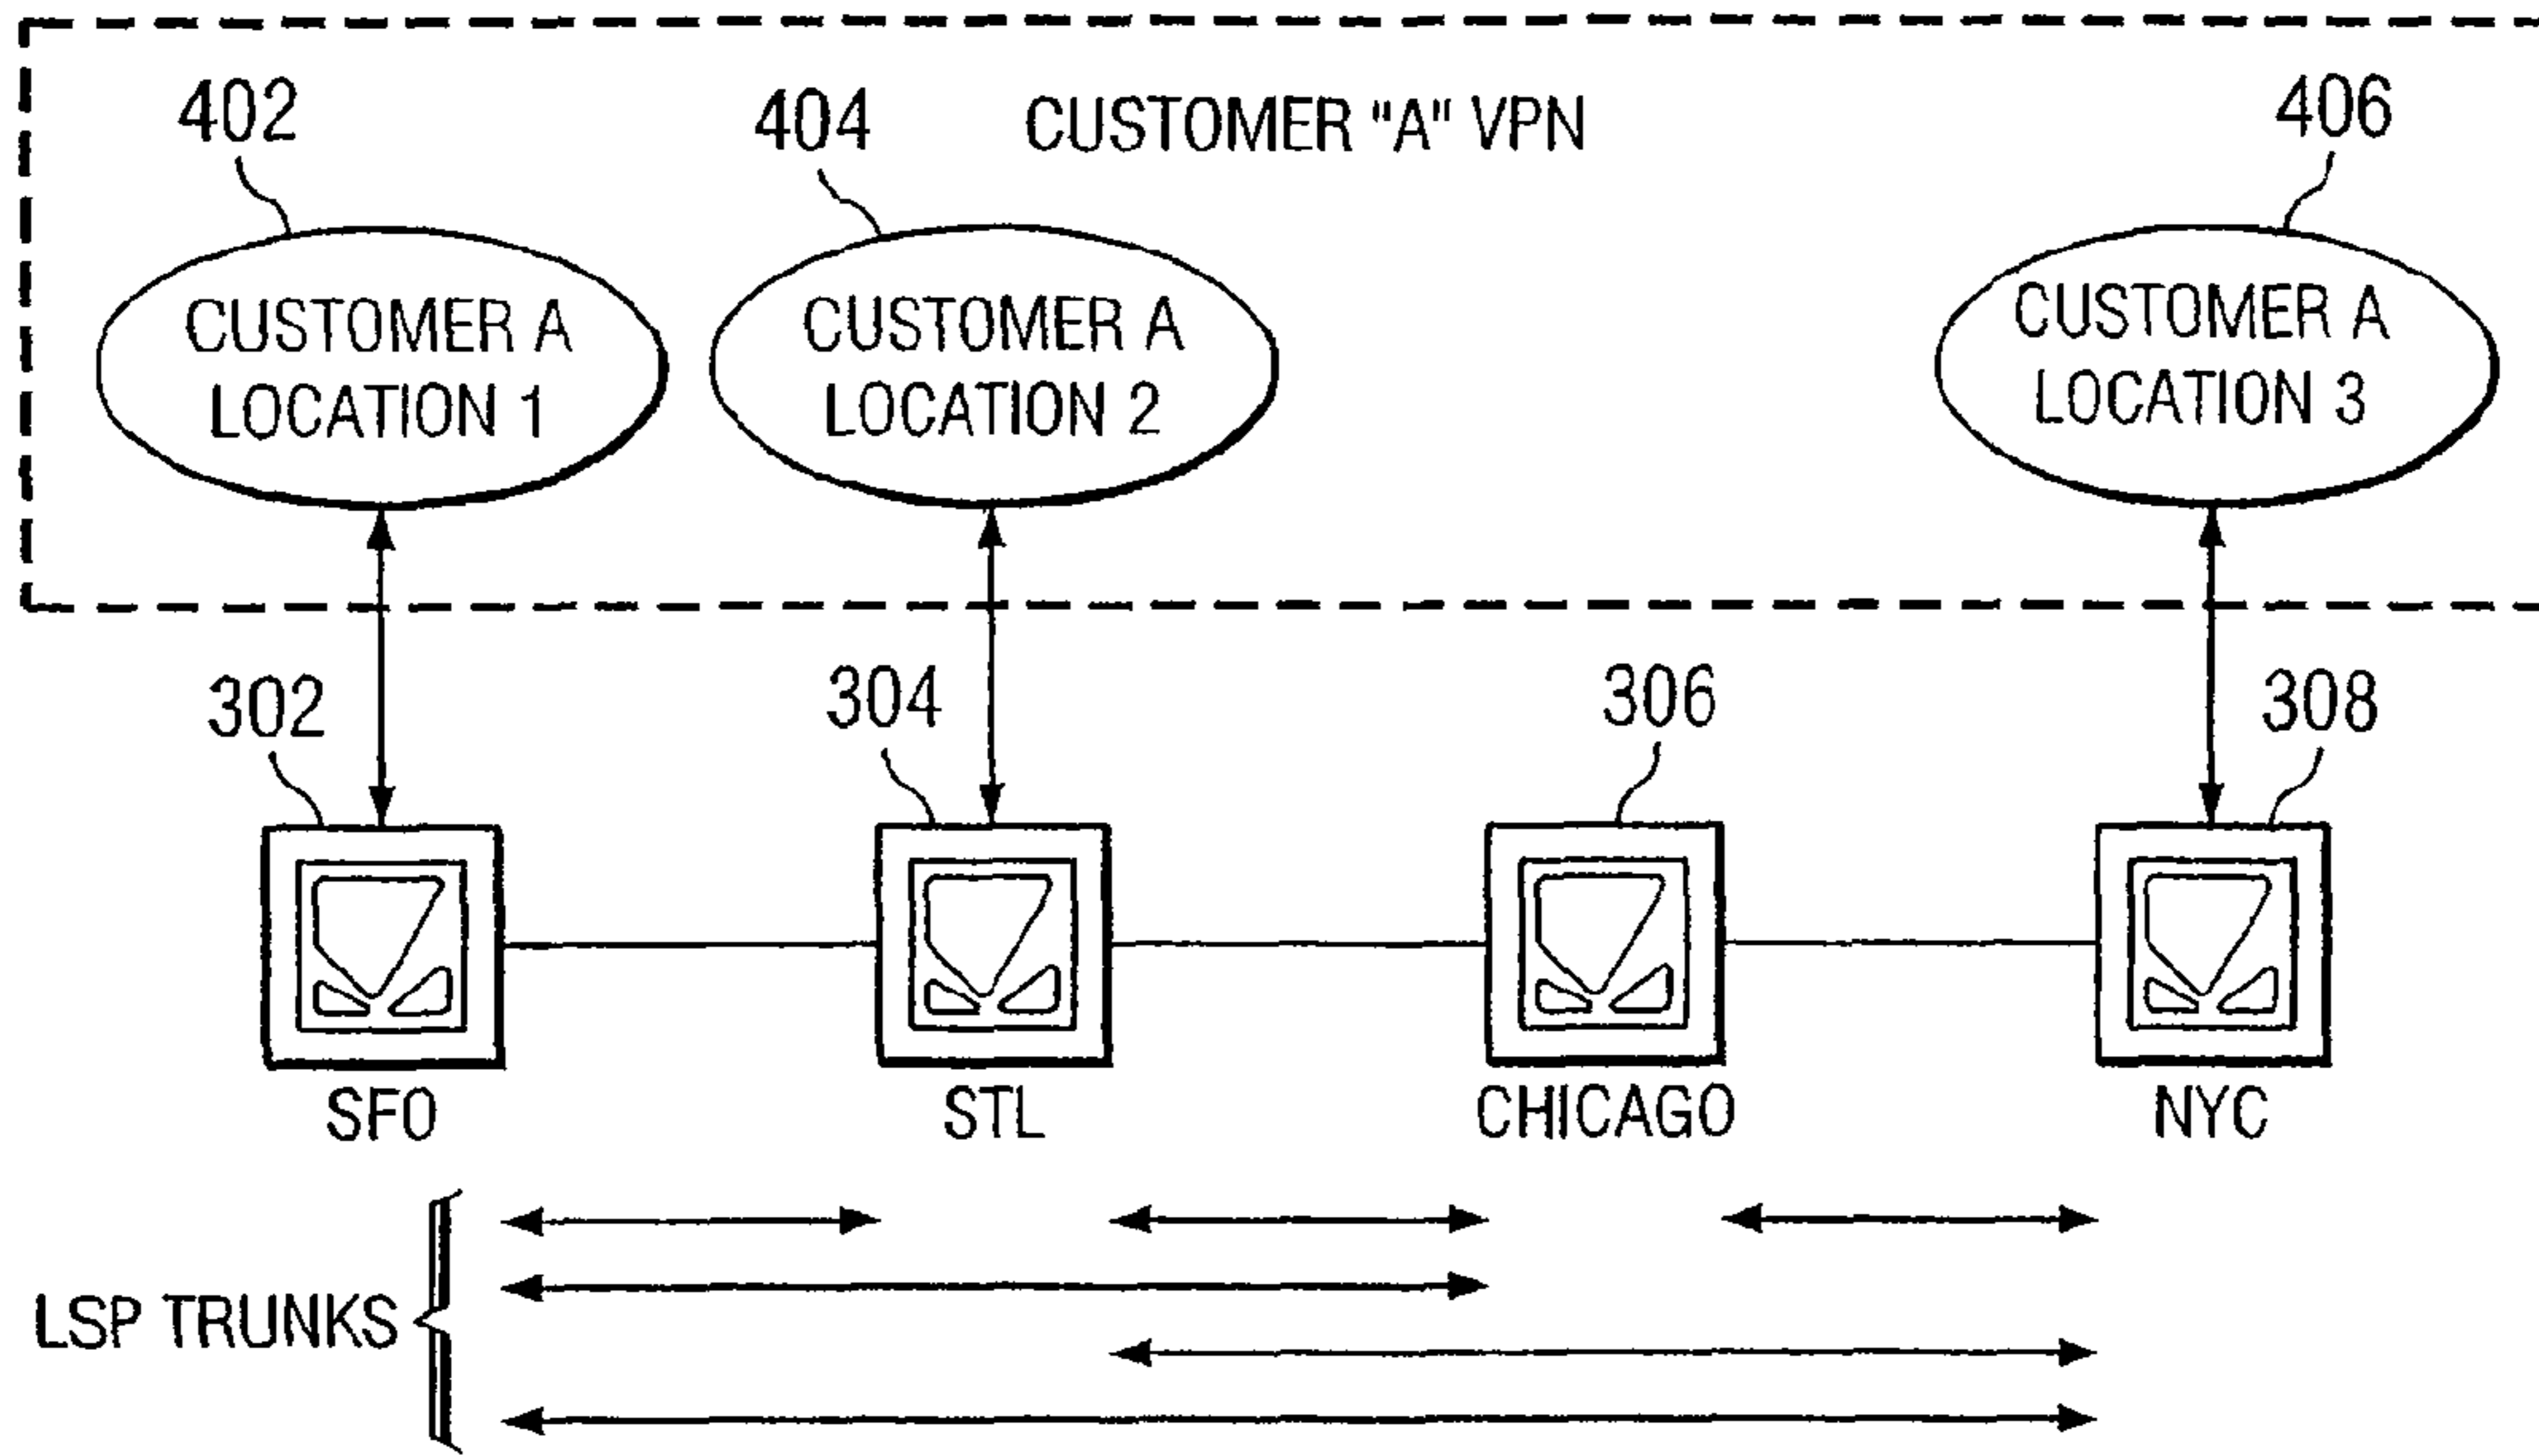 402
404
CUSTOMER "A" VPN
406
CUSTOMER A
LOCATION 1
CUSTOMER A
LOCATION 2
CUSTOMER A
LOCATION 3
302
304
306
308
SFO
STL
CHICAGO
NYC
LSP TRUNKS